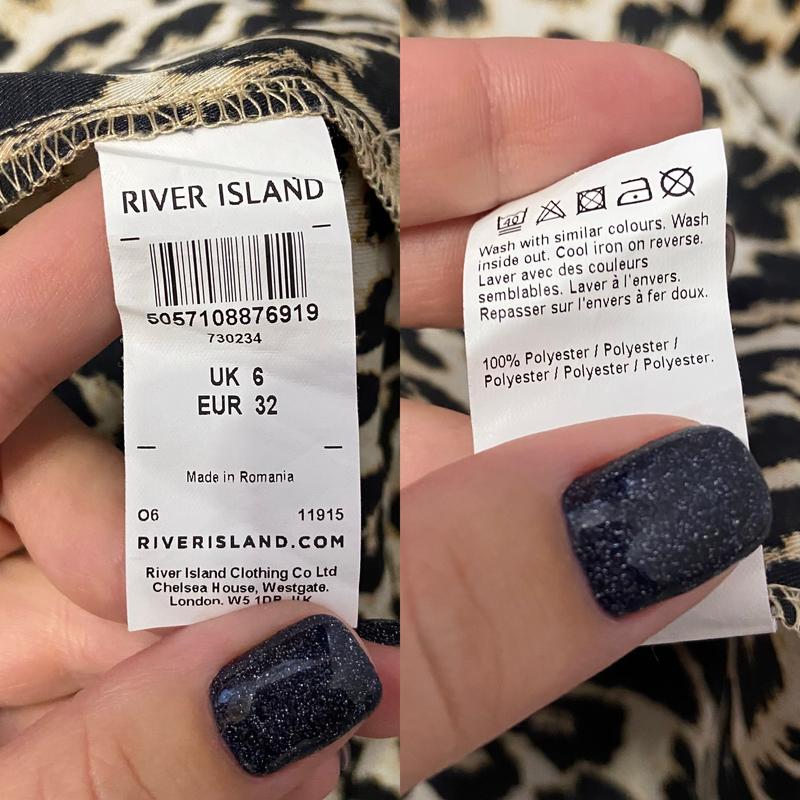 RIVER ISLAND
5057108876919
730234
UK 6
EUR 32
Made in Romania
06 11915
RIVERISLAND.COM
River Island Clothing Co Ltd
Chelsea House, Westgate.
London. W5 1DR. UK
40
Wash with similar colours. Wash
inside out. Cool iron on reverse.
Laver avec des couleurs
semblables. Laver à l'envers.
Repasser sur l'envers à fer doux.
100% Polyester / Polyester /
Polyester / Polyester / Polyester.